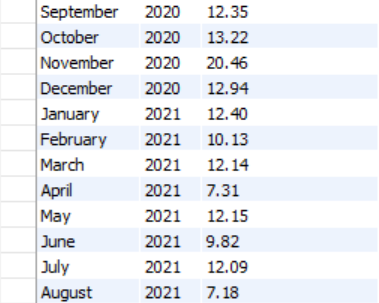 September 2020 12.35
October 2020 13.22
November 2020 20.46
December 2020 12.94
January 2021 12.40
February 2021 10.13
March 2021 12.14
April 2021 7.31
May 2021 12.15
June 2021 9.82
July 2021 12.09
August 2021 7.18